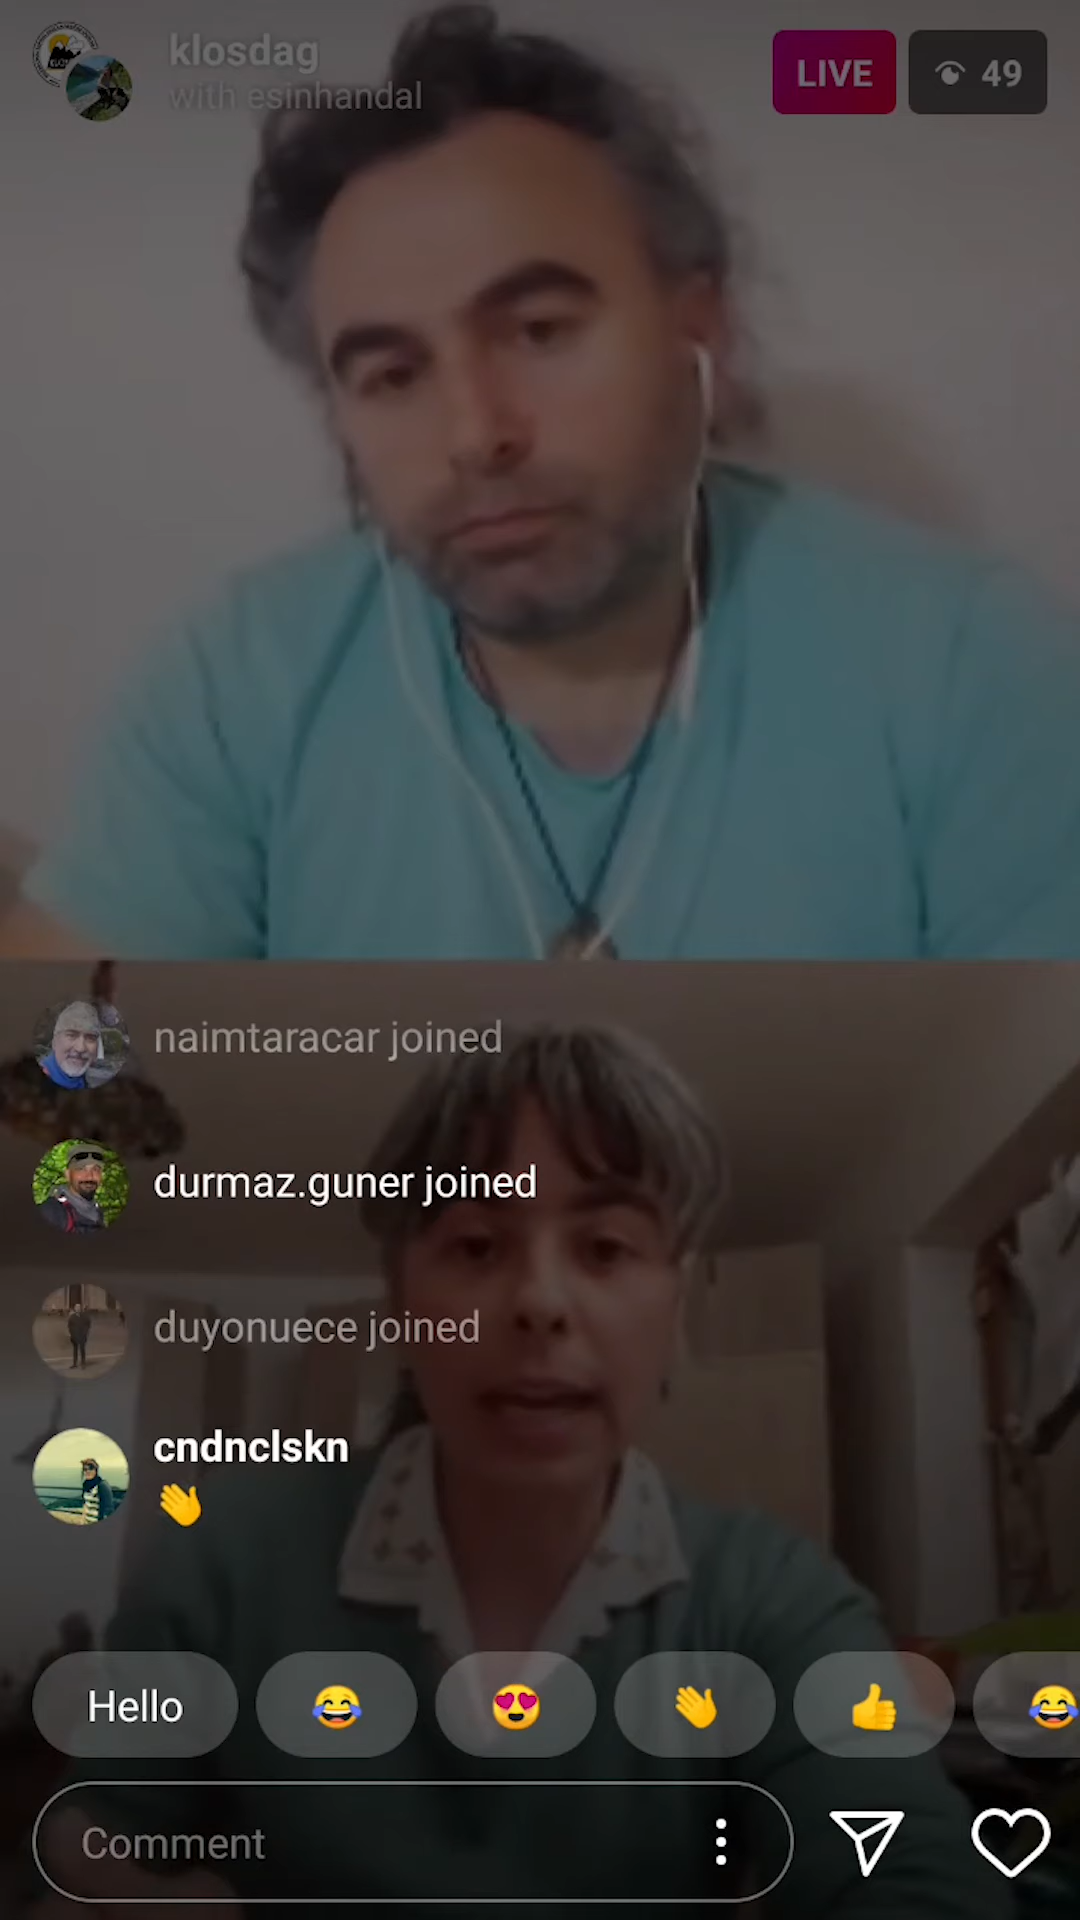 klosdag
with esinhandal
LIVE
49
naimtaracar joined
durmaz.guner joined
duyonuece joined
cndnclskn
👋
Hello
😂
😍
👋
👍
😂
Comment